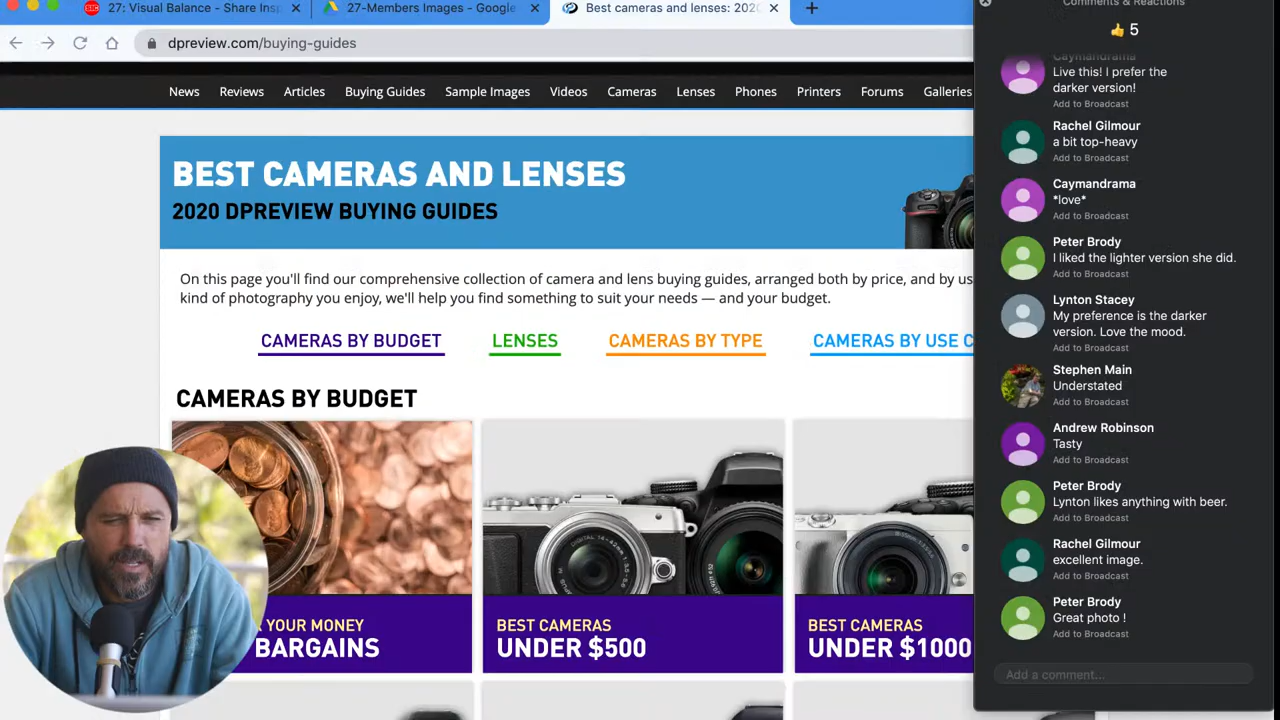 27: Visual Balance - Share Insp
27-Members Images - Google
Best cameras and lenses: 2020
dpreview.com/buying-guides
News Reviews Articles Buying Guides Sample Images Videos Cameras Lenses Phones Printers Forums Galleries
BEST CAMERAS AND LENSES
2020 DPREVIEW BUYING GUIDES
On this page you'll find our comprehensive collection of camera and lens buying guides, arranged both by price, and by us
kind of photography you enjoy, we'll help you find something to suit your needs — and your budget.
CAMERAS BY BUDGET LENSES CAMERAS BY TYPE CAMERAS BY USE C
CAMERAS BY BUDGET
YOUR MONEY
BARGAINS
BEST CAMERAS
UNDER $500
BEST CAMERAS
UNDER $1000
Comments & Reactions
👍 5
Caymandrama
Live this! I prefer the
darker version!
Add to Broadcast
Rachel Gilmour
a bit top-heavy
Add to Broadcast
Caymandrama
*love*
Add to Broadcast
Peter Brody
I liked the lighter version she did.
Add to Broadcast
Lynton Stacey
My preference is the darker
version. Love the mood.
Add to Broadcast
Stephen Main
Understated
Add to Broadcast
Andrew Robinson
Tasty
Add to Broadcast
Peter Brody
Lynton likes anything with beer.
Add to Broadcast
Rachel Gilmour
excellent image.
Add to Broadcast
Peter Brody
Great photo !
Add to Broadcast
Add a comment...